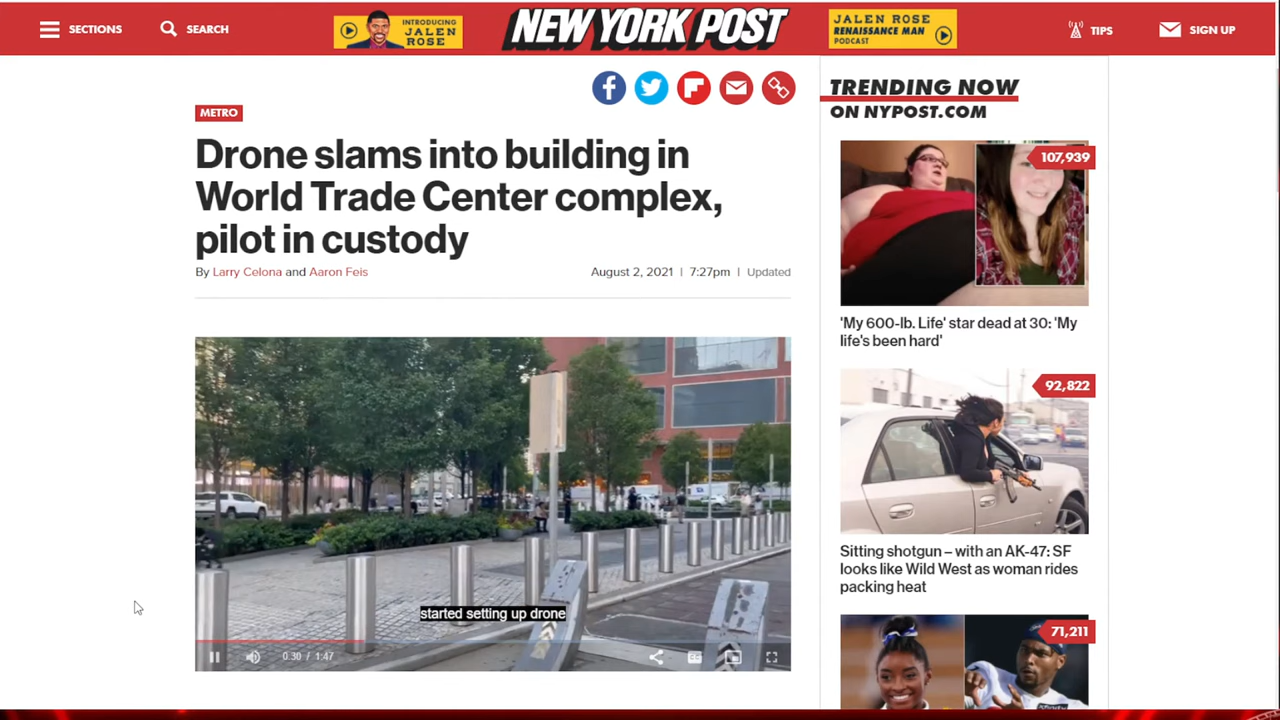 SECTIONS
SEARCH
INTRODUCING
JALEN
ROSE
NEW YORK POST
JALEN ROSE
RENAISSANCE MAN
PODCAST
TIPS
SIGN UP
METRO
Drone slams into building in
World Trade Center complex,
pilot in custody
By Larry Celona and Aaron Feis
August 2, 2021 | 7:27pm | Updated
started setting up drone
0:30 / 1:47
TRENDING NOW
ON NYPOST.COM
107,939
'My 600-lb. Life' star dead at 30: 'My
life's been hard'
92,822
Sitting shotgun – with an AK-47: SF
looks like Wild West as woman rides
packing heat
71,211